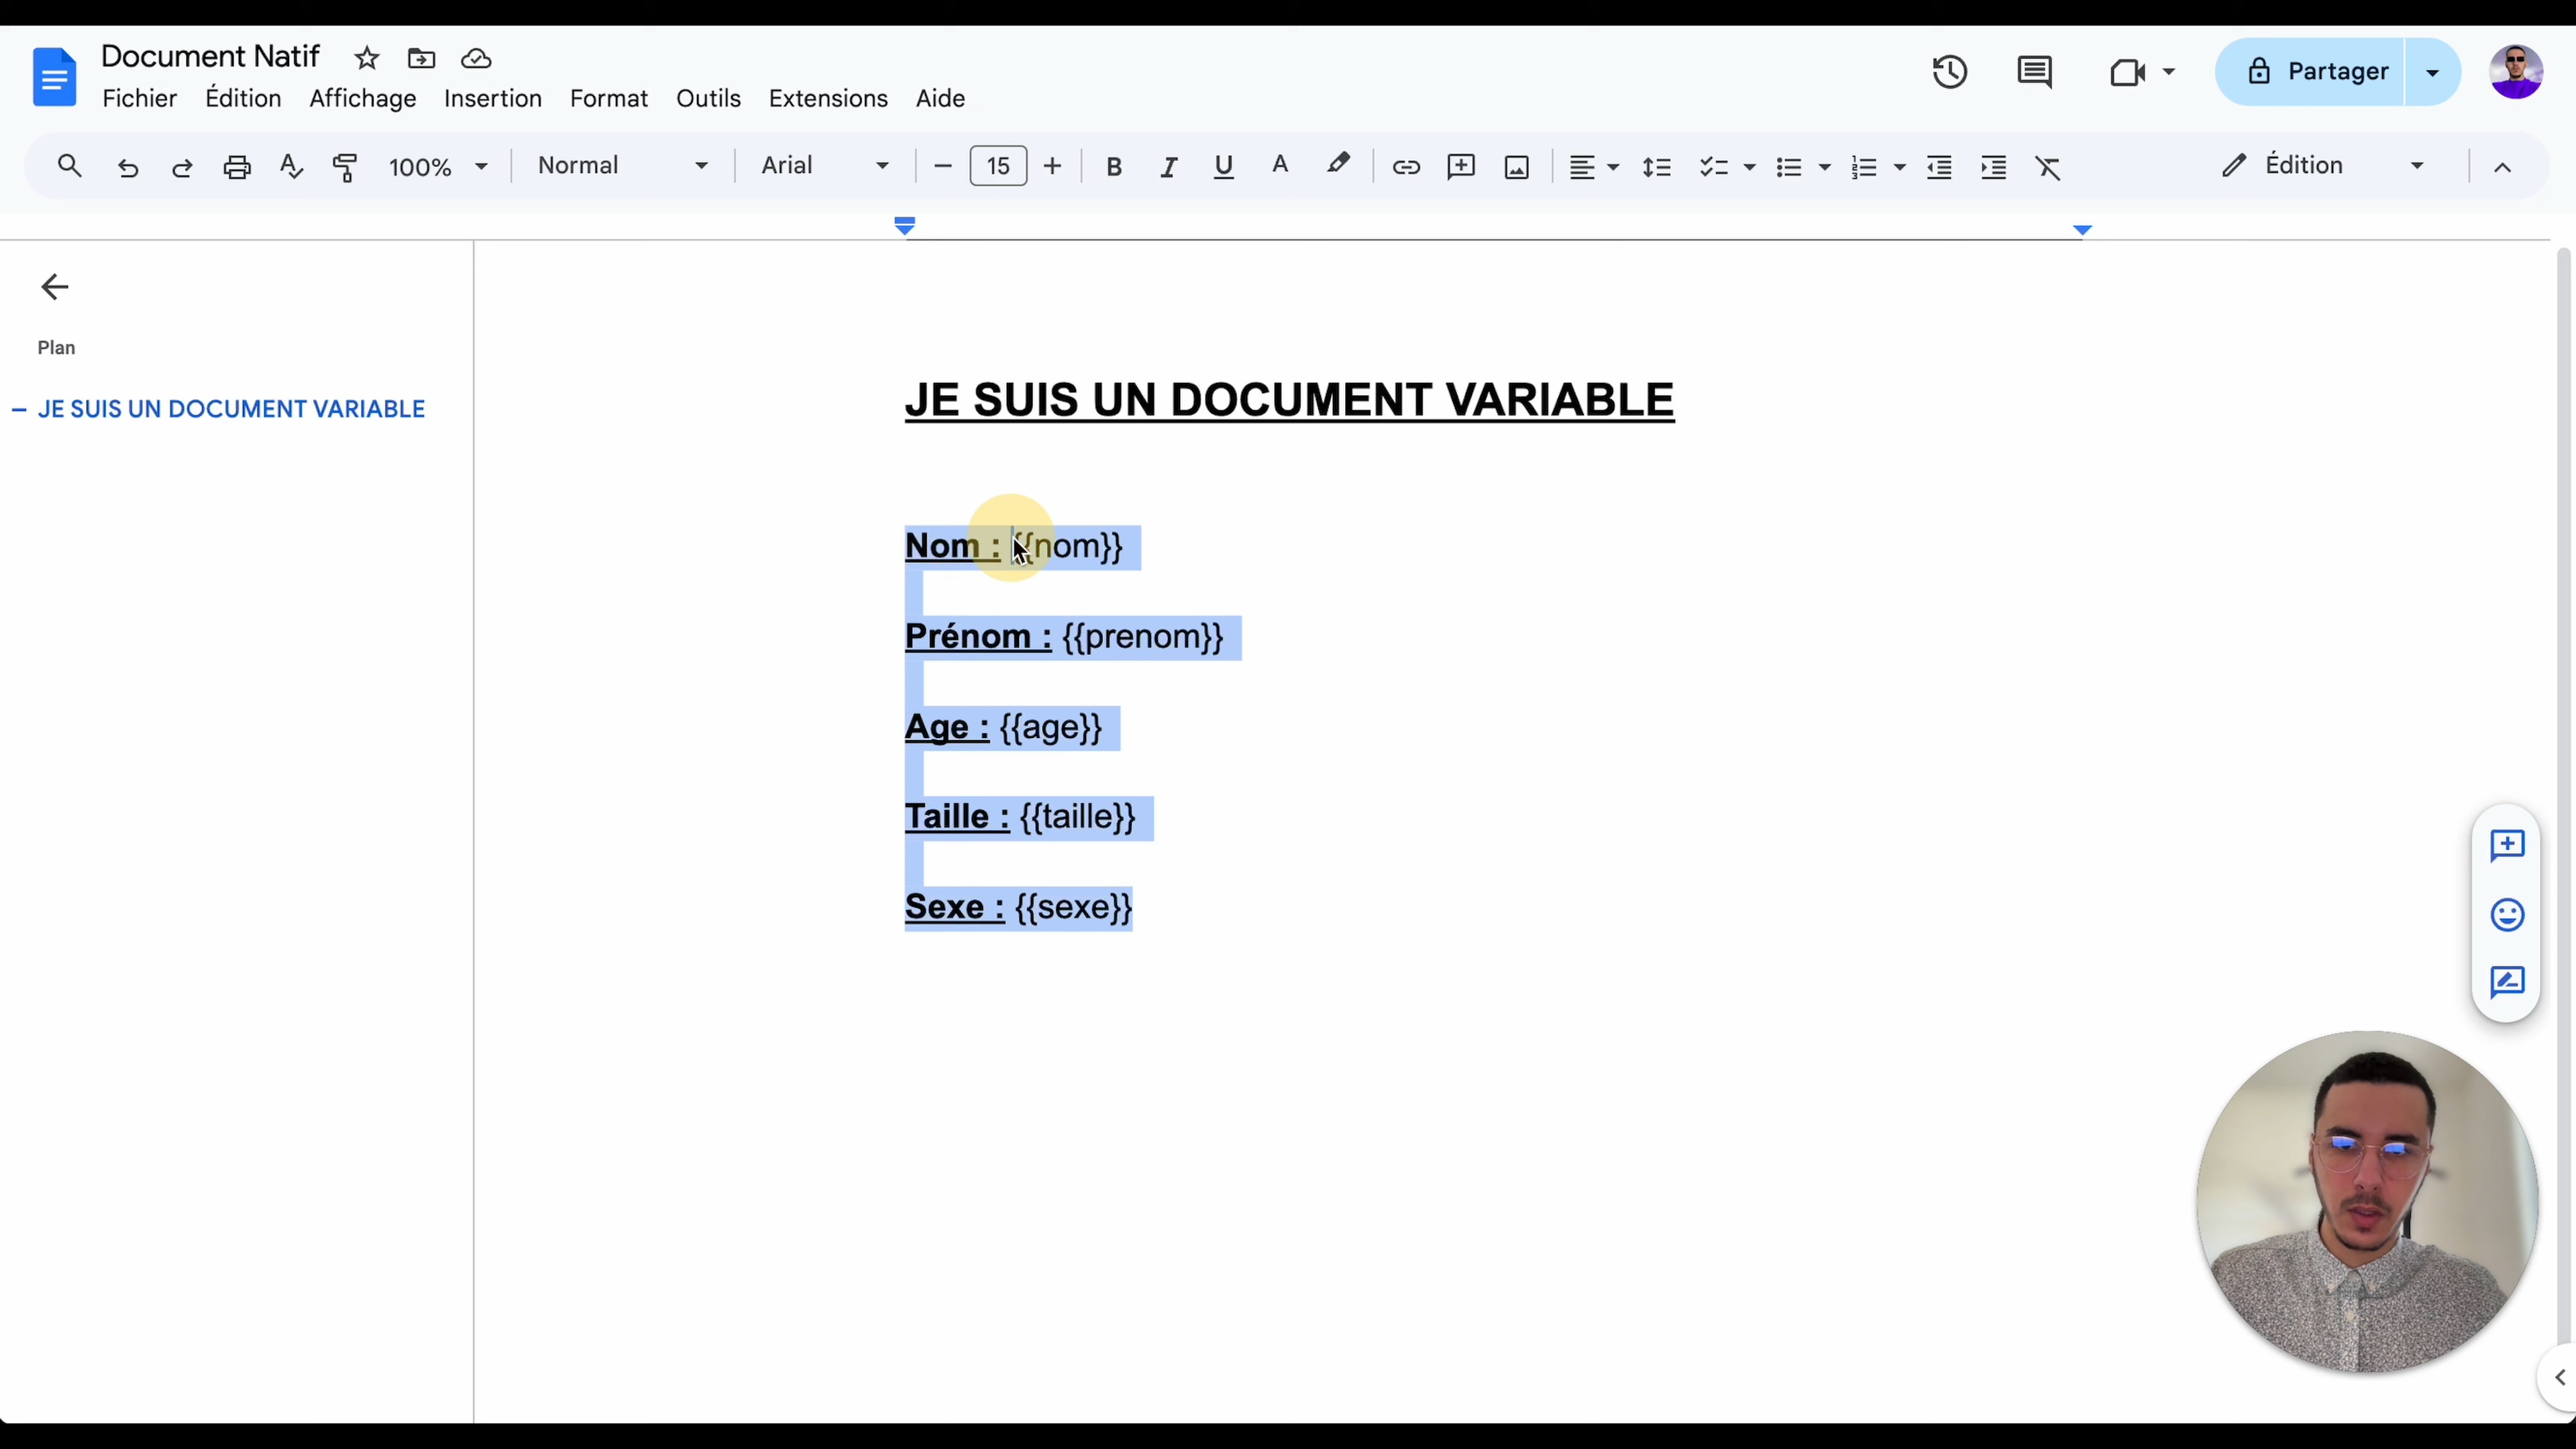 Document Natif
Fichier Édition Affichage Insertion Format Outils Extensions Aide
Partager
100% Normal Arial 15 B I U A Édition
Plan
JE SUIS UN DOCUMENT VARIABLE
JE SUIS UN DOCUMENT VARIABLE
Nom : {{nom}}
Prénom : {{prenom}}
Age : {{age}}
Taille : {{taille}}
Sexe : {{sexe}}